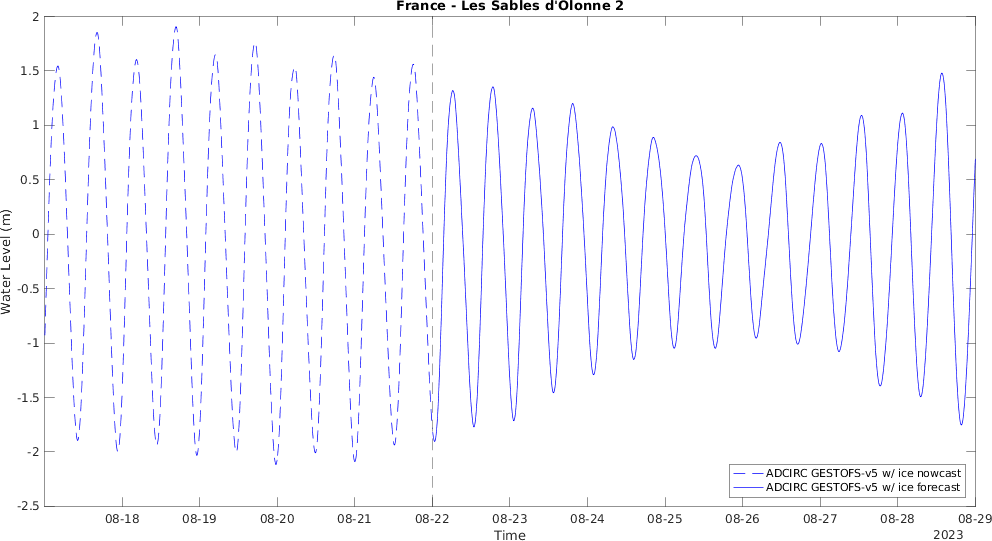 France - Les Sables d'Olonne 2
2
1.5
1
0.5
0
-0.5
-1
-1.5
-2
-2.5
Water Level (m)
08-18 08-19 08-20 08-21 08-22 08-23 08-24 08-25 08-26 08-27 08-28 08-29
Time
2023
ADCIRC GESTOFS-v5 w/ ice nowcast
ADCIRC GESTOFS-v5 w/ ice forecast